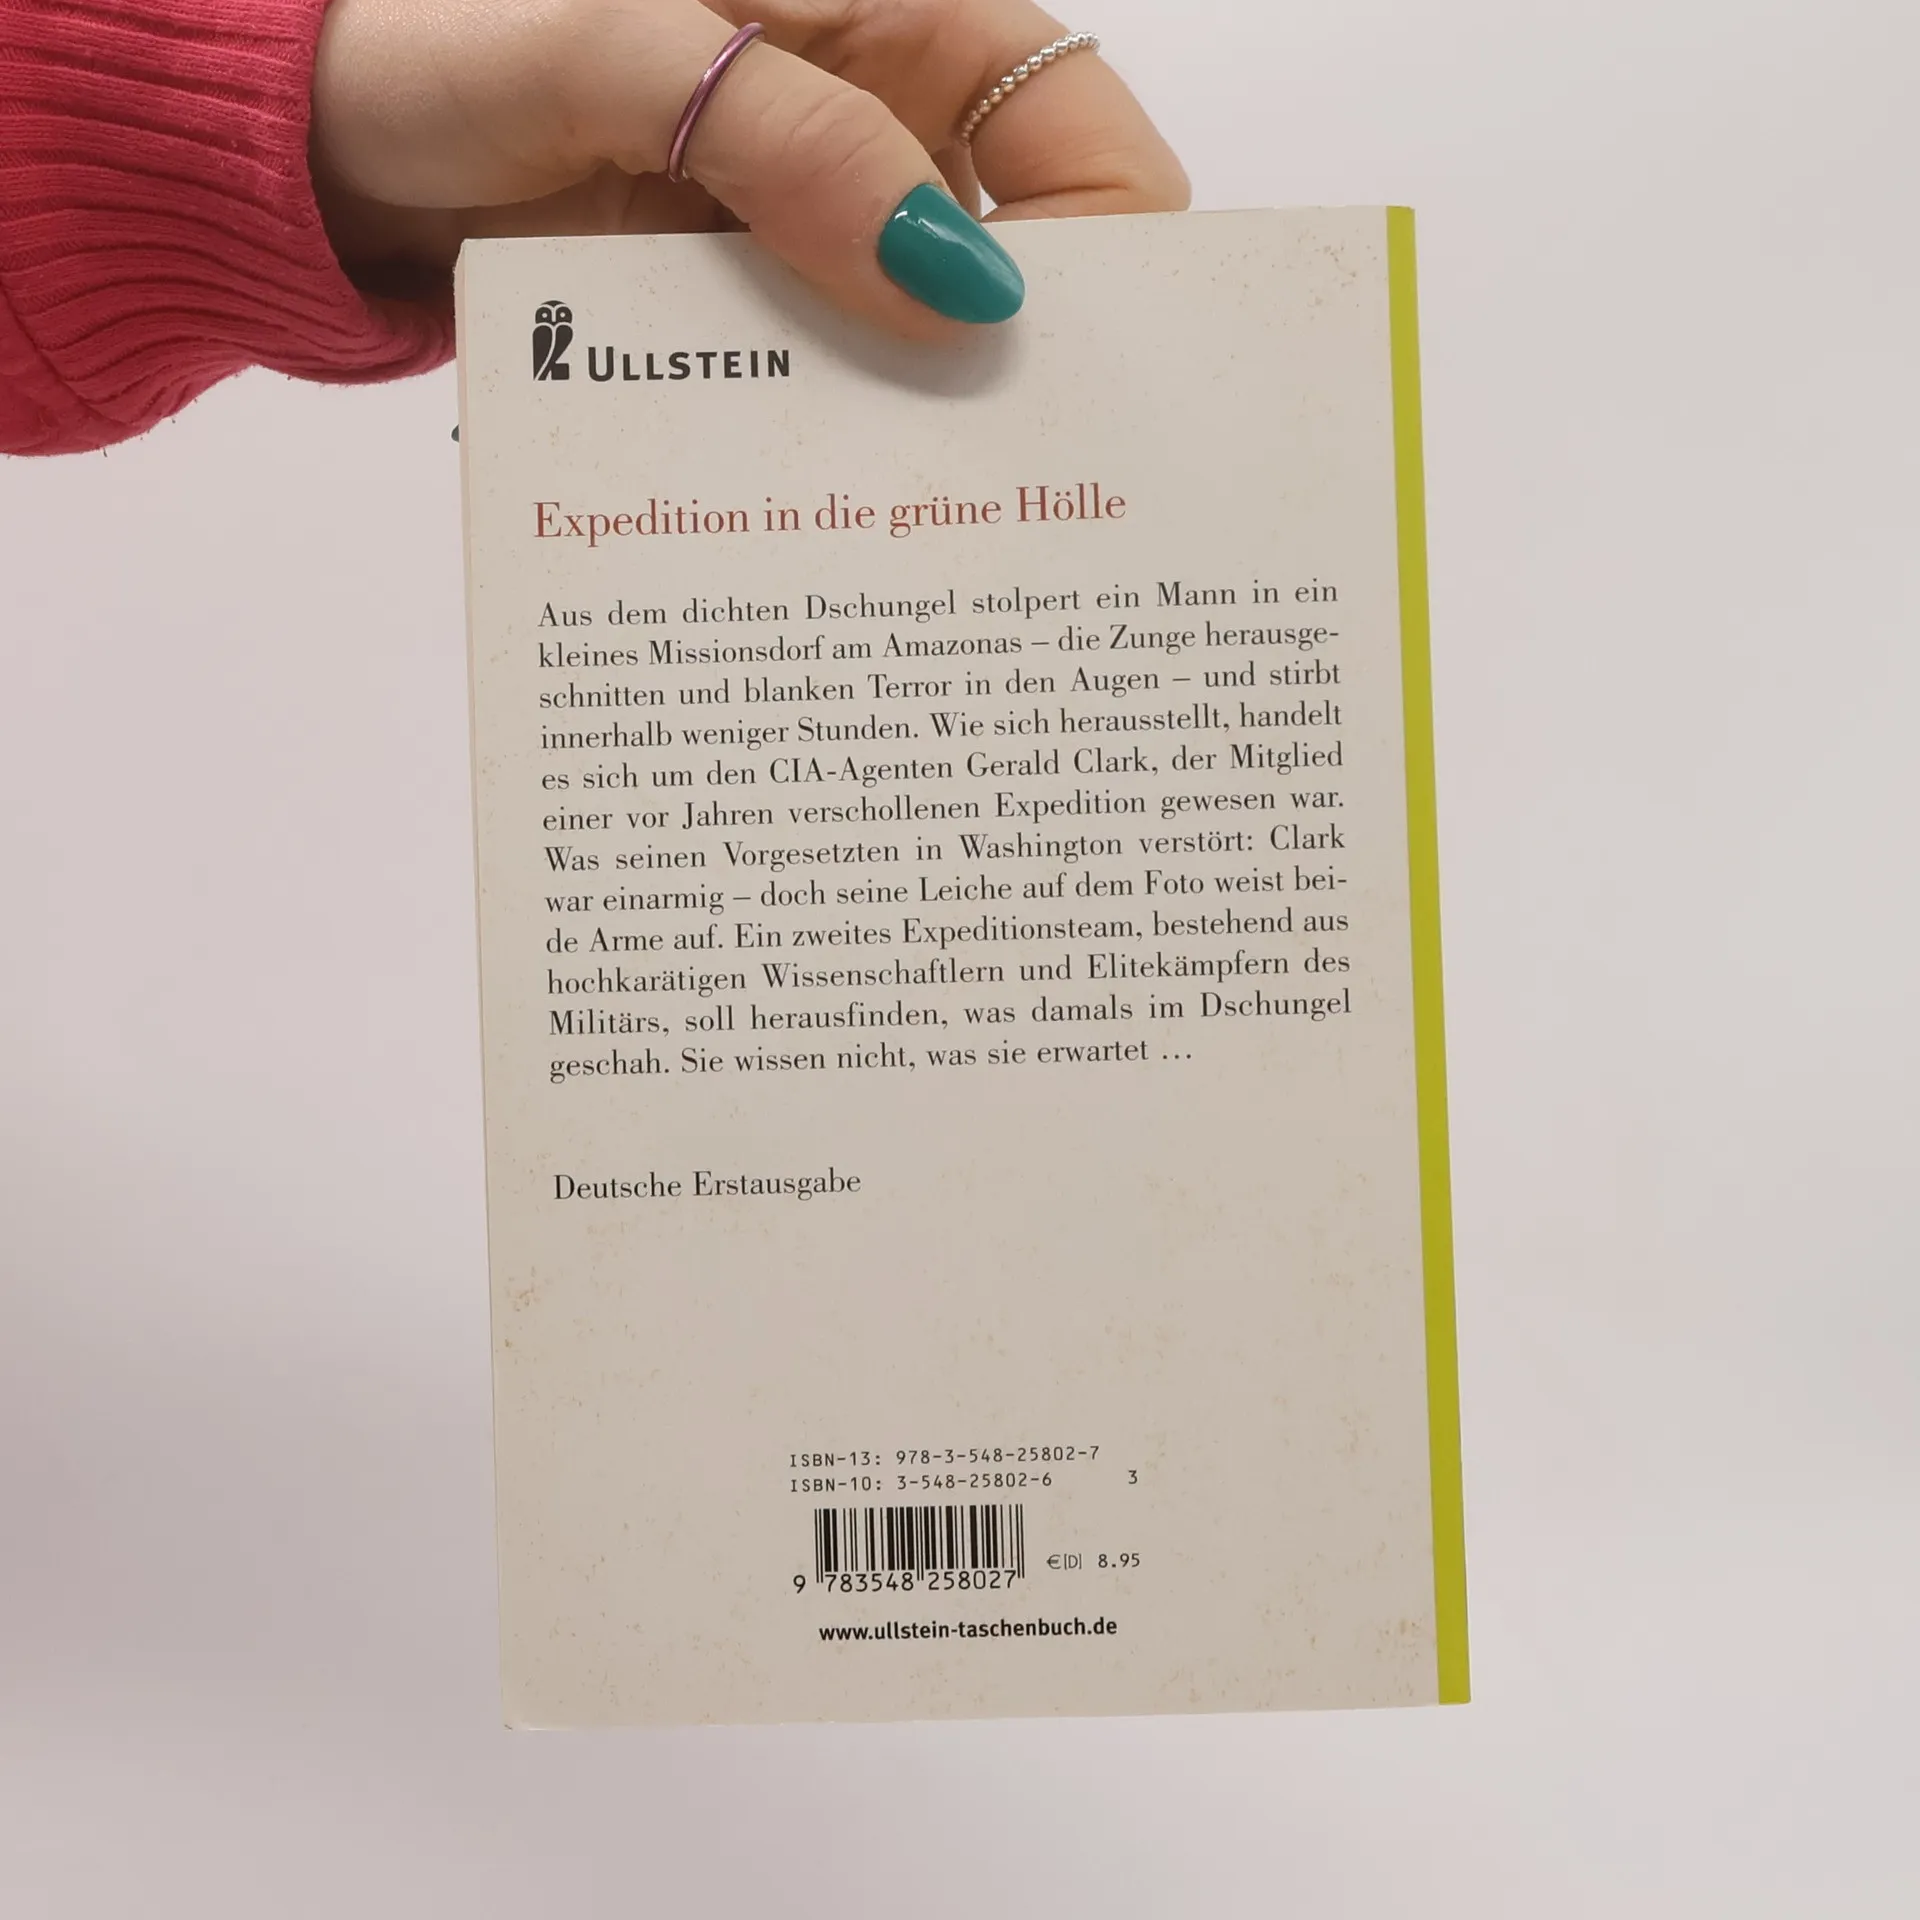 ULLSTEIN
Expedition in die grüne Hölle
Aus dem dichten Dschungel stolpert ein Mann in ein
kleines Missionsdorf am Amazonas – die Zunge herausge-
schnitten und blanken Terror in den Augen – und stirbt
innerhalb weniger Stunden. Wie sich herausstellt, handelt
es sich um den CIA-Agenten Gerald Clark, der Mitglied
einer vor Jahren verschollenen Expedition gewesen war.
Was seinen Vorgesetzten in Washington verstört: Clark
war einarmig – doch seine Leiche auf dem Foto weist bei-
de Arme auf. Ein zweites Expeditionsteam, bestehend aus
hochkarätigen Wissenschaftlern und Elitekämpfern des
Militärs, soll herausfinden, was damals im Dschungel
geschah. Sie wissen nicht, was sie erwartet …
Deutsche Erstausgabe
ISBN-13: 978-3-548-25802-7
ISBN-10: 3-548-25802-6 3
€[D] 8.95
9 783548 258027
www.ullstein-taschenbuch.de